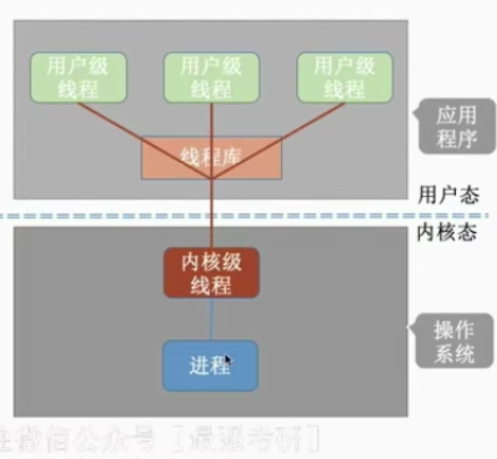 用户级
线程
用户级
线程
用户级
线程
线程库
应用
程序
用户态
内核态
内核级
线程
操作
系统
进程
在微信公众号【最强考研】